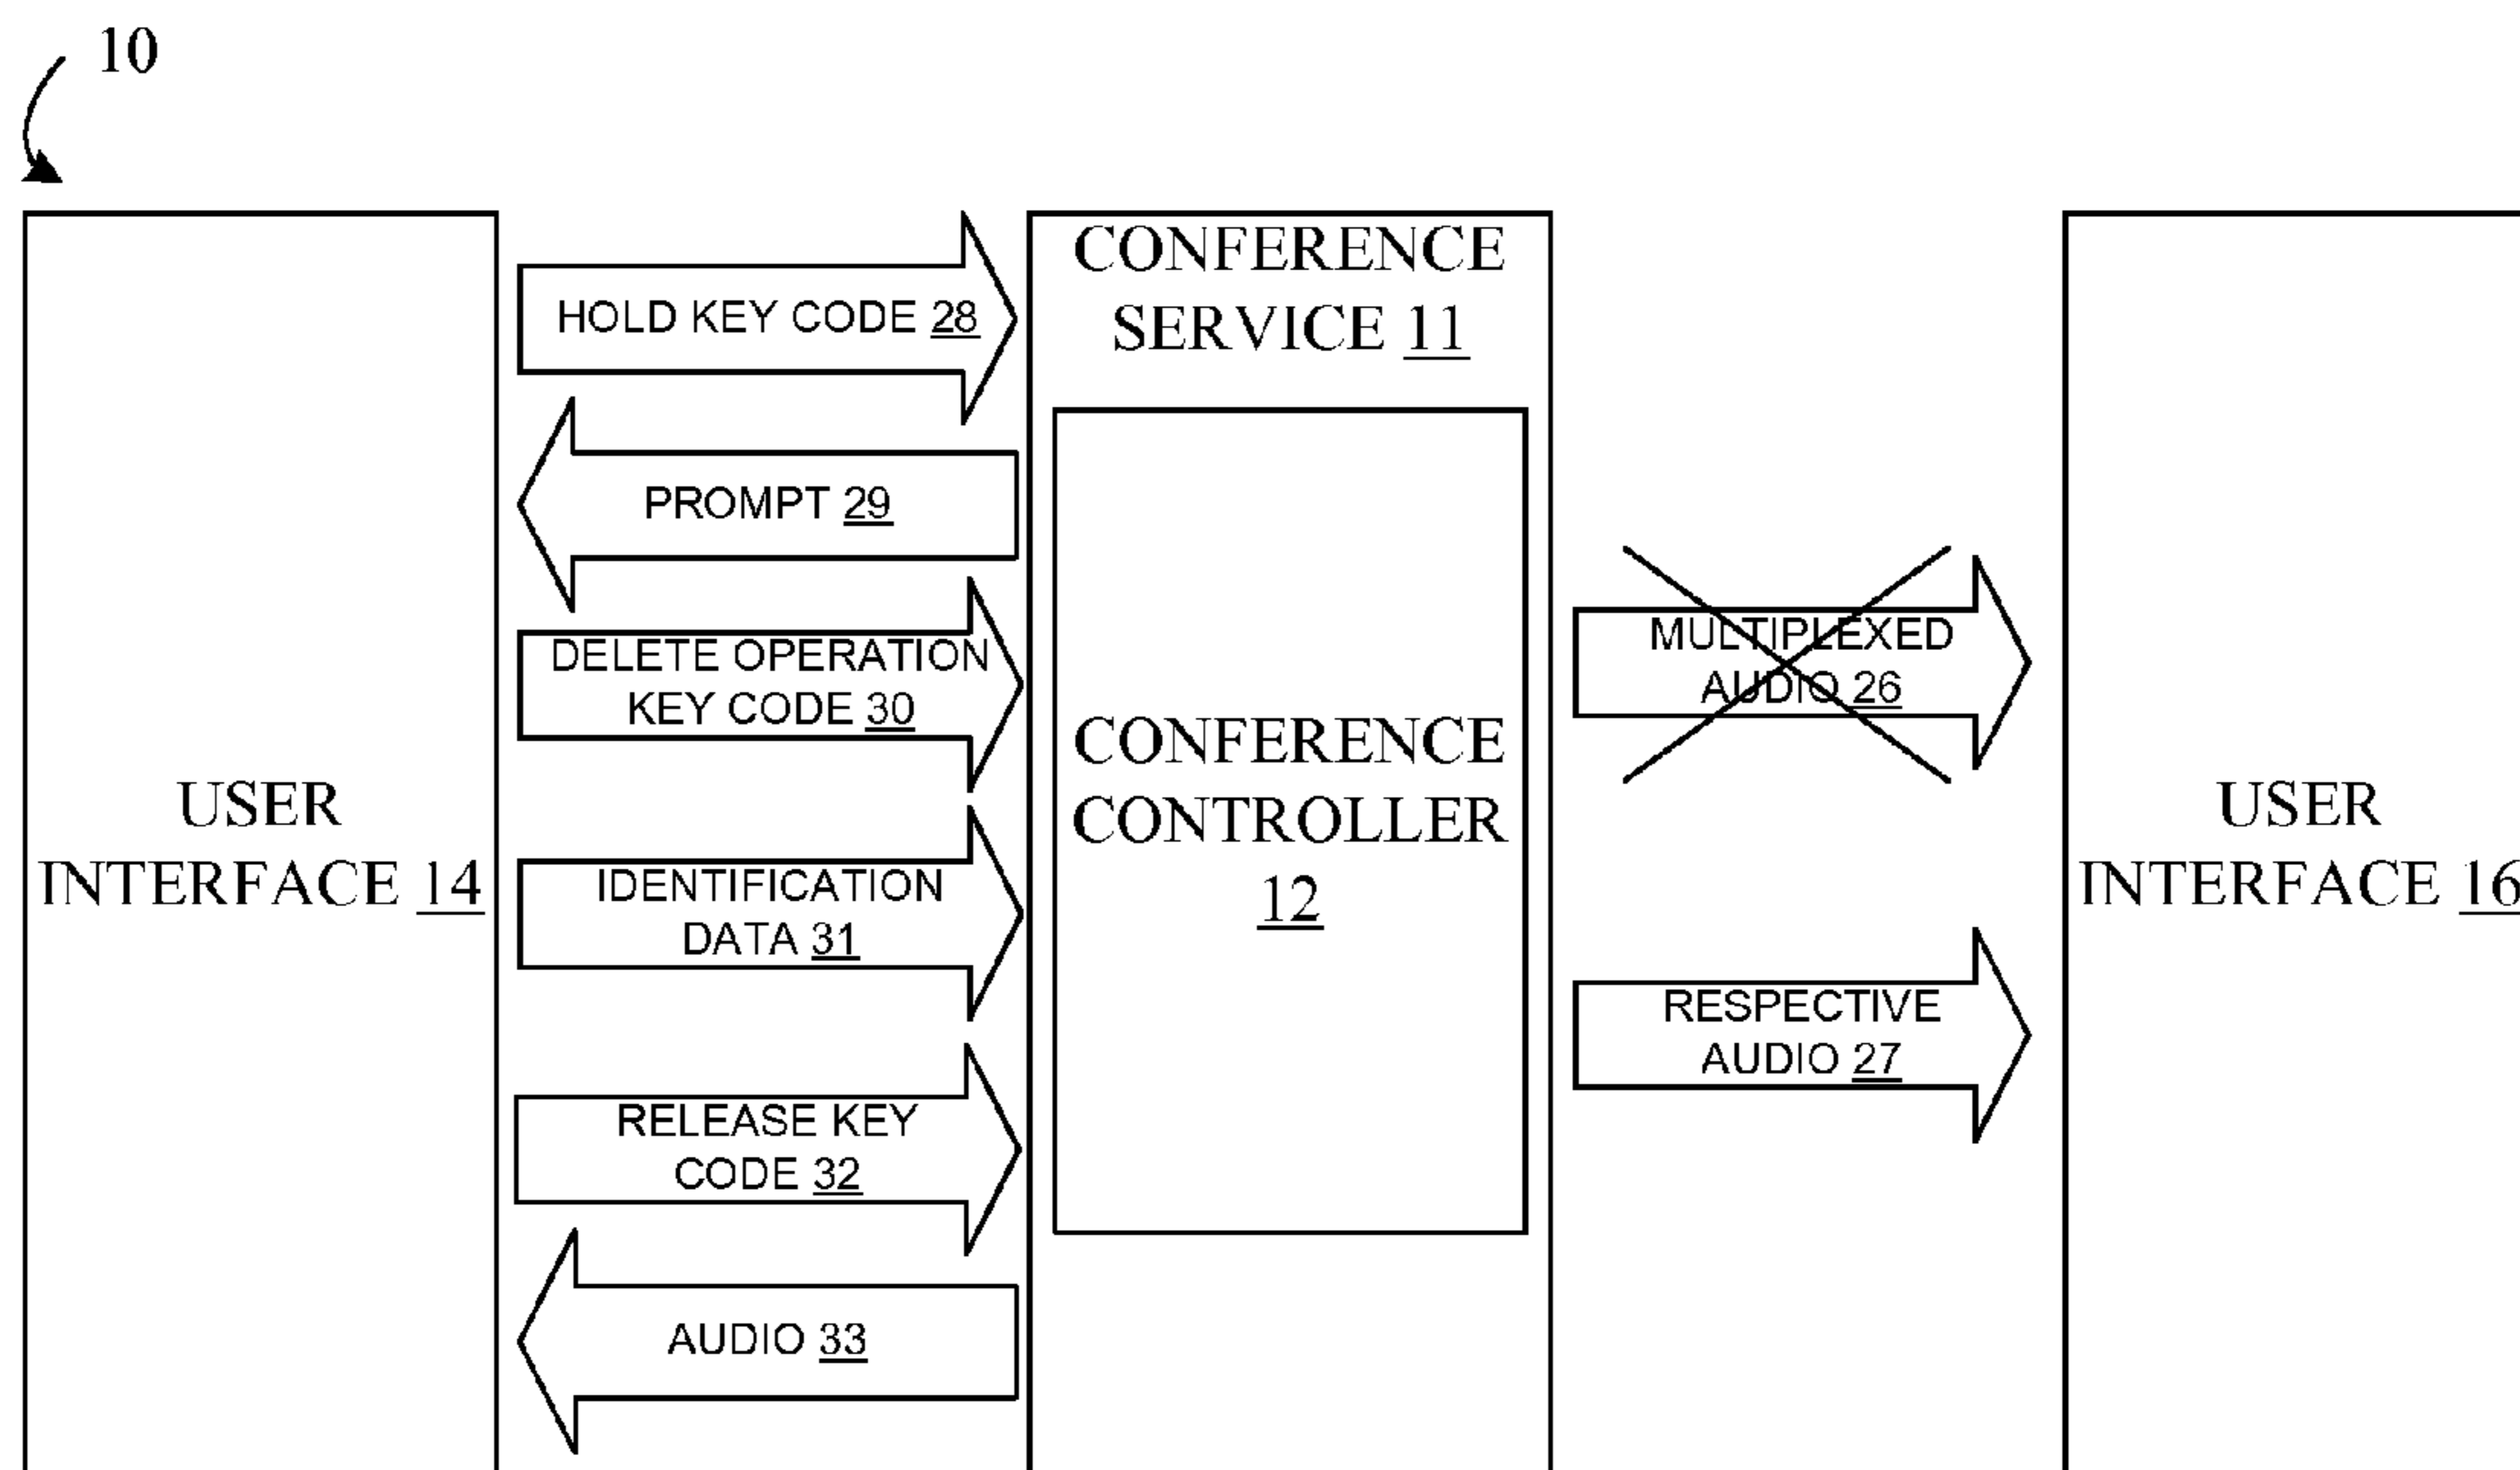 10
HOLD KEY CODE 28
PROMPT 29
DELETE OPERATION
KEY CODE 30
IDENTIFICATION
DATA 31
RELEASE KEY
CODE 32
AUDIO 33
USER
INTERFACE 14
CONFERENCE
SERVICE 11
CONFERENCE
CONTROLLER
12
MULTIPLEXED
AUDIO 26
RESPECTIVE
AUDIO 27
USER
INTERFACE 16